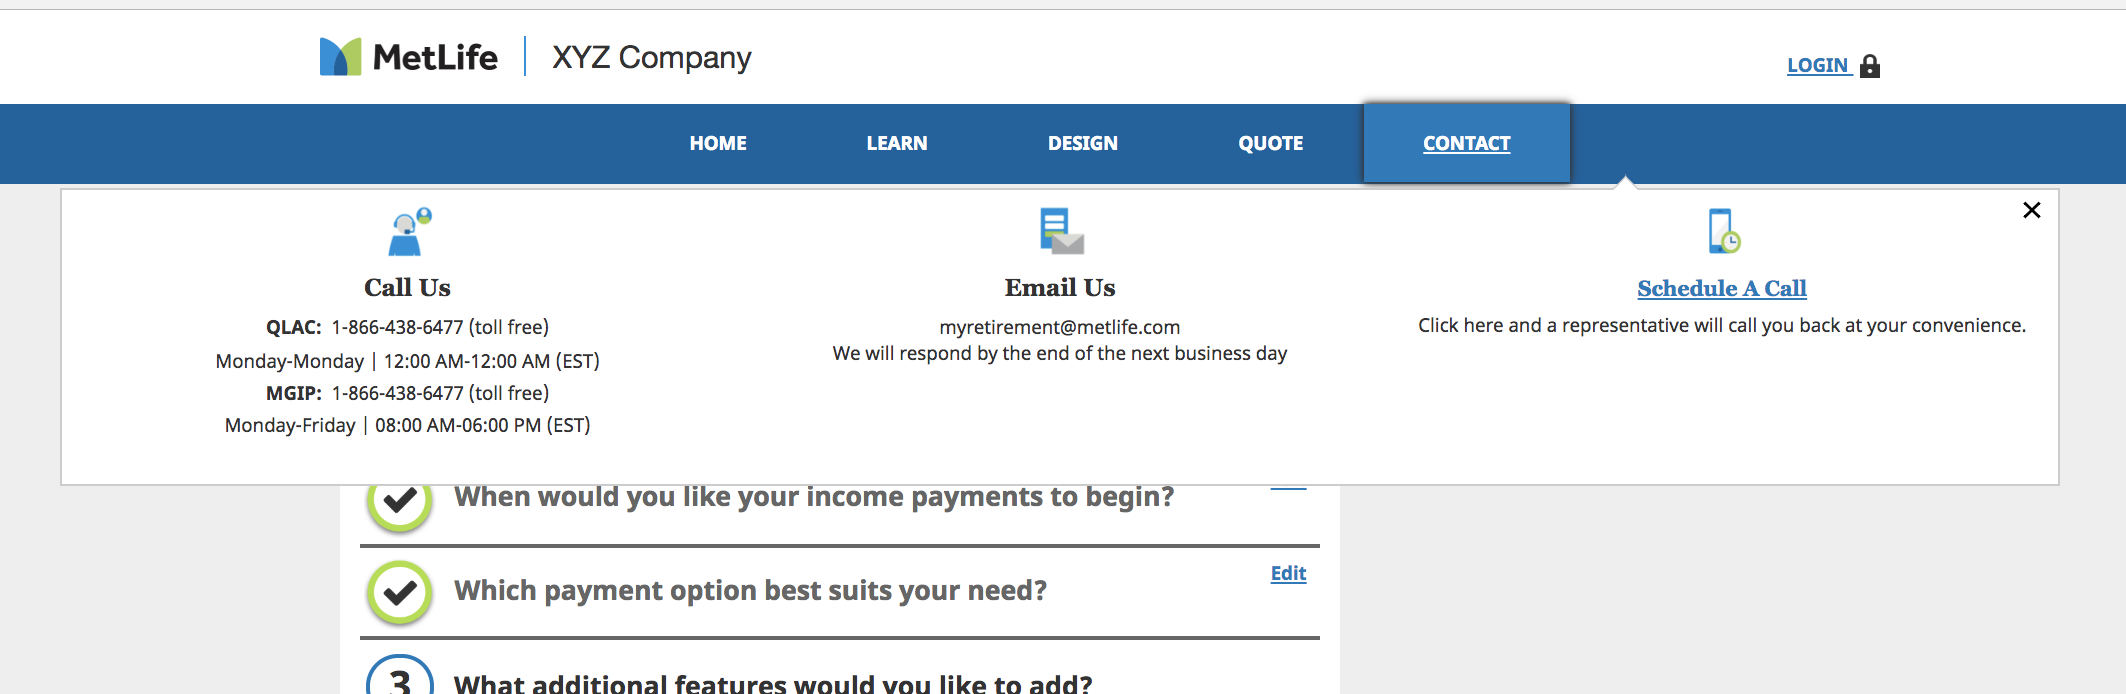 MetLife | XYZ Company
LOGIN
HOME LEARN DESIGN QUOTE CONTACT
Call Us
QLAC: 1-866-438-6477 (toll free)
Monday-Monday | 12:00 AM-12:00 AM (EST)
MGIP: 1-866-438-6477 (toll free)
Monday-Friday | 08:00 AM-06:00 PM (EST)
Email Us
myretirement@metlife.com
We will respond by the end of the next business day
Schedule A Call
Click here and a representative will call you back at your convenience.
When would you like your income payments to begin?
Which payment option best suits your need?
Edit
3 What additional features would you like to add?